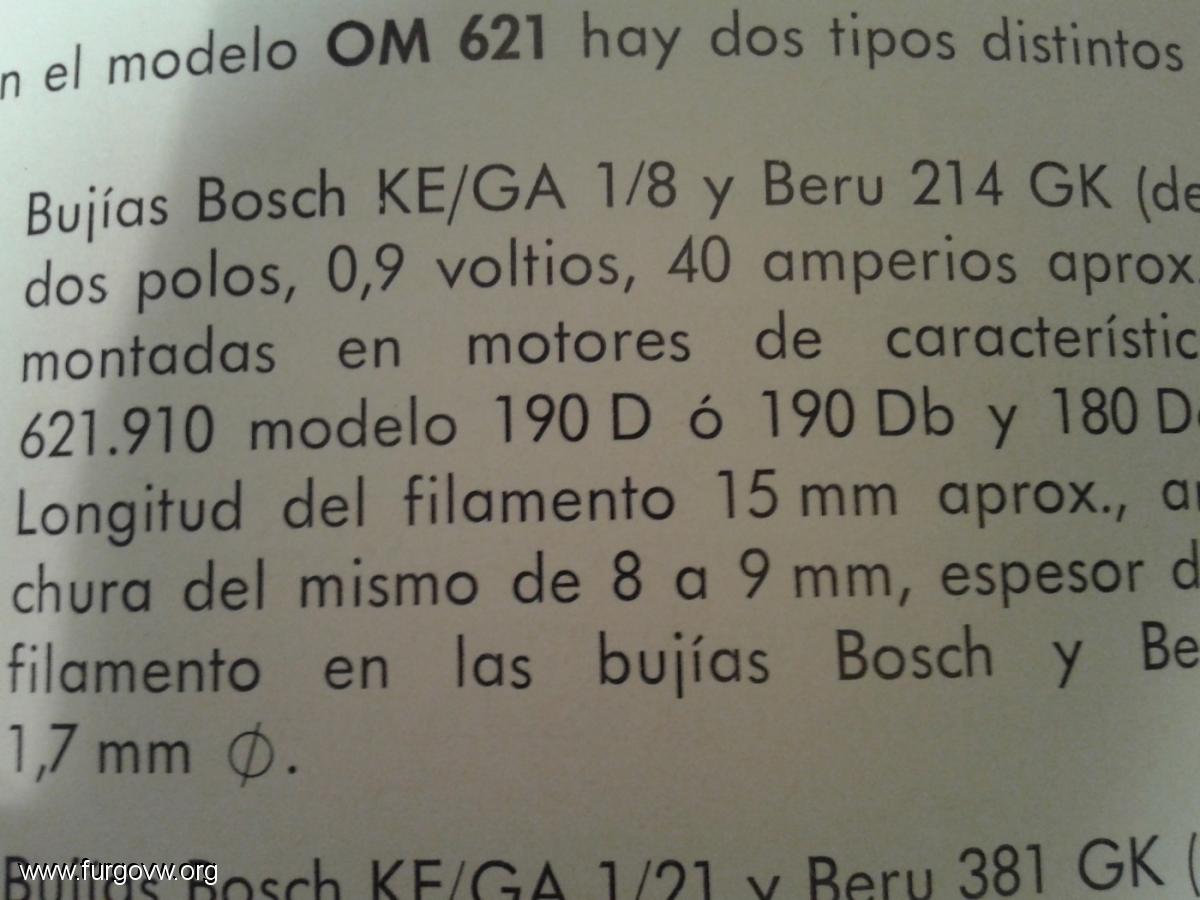 n el modelo OM 621 hay dos tipos distintos
Bujías Bosch KE/GA 1/8 y Beru 214 GK (de
dos polos, 0,9 voltios, 40 amperios aprox.
montadas en motores de característic
621.910 modelo 190 D ó 190 Db y 180 D
Longitud del filamento 15 mm aprox., a
chura del mismo de 8 a 9 mm, espesor d
filamento en las bujías Bosch y Be
1,7 mm ∅.
Bujías Bosch KE/GA 1/21 y Beru 381 GK (
www.furgovw.org